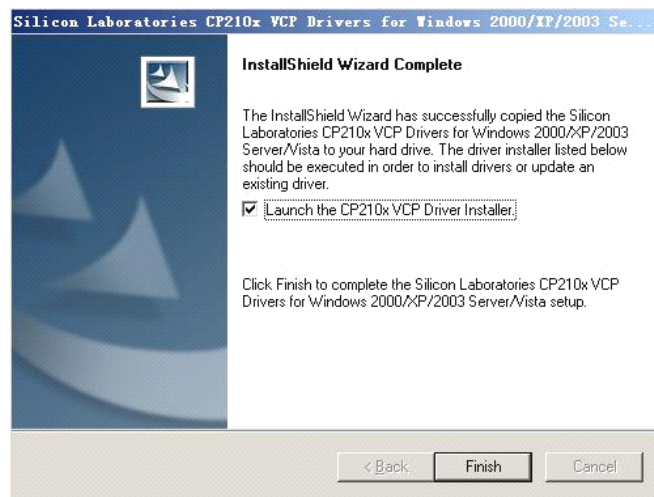 Silicon Laboratories CP210x VCP Drivers for Windows 2000/XP/2003 Se...
InstallShield Wizard Complete
The InstallShield Wizard has successfully copied the Silicon
Laboratories CP210x VCP Drivers for Windows 2000/XP/2003
Server/Vista to your hard drive. The driver installer listed below
should be executed in order to install drivers or update an
existing driver.
Launch the CP210x VCP Driver Installer.
Click Finish to complete the Silicon Laboratories CP210x VCP
Drivers for Windows 2000/XP/2003 Server/Vista setup.
< Back Finish Cancel